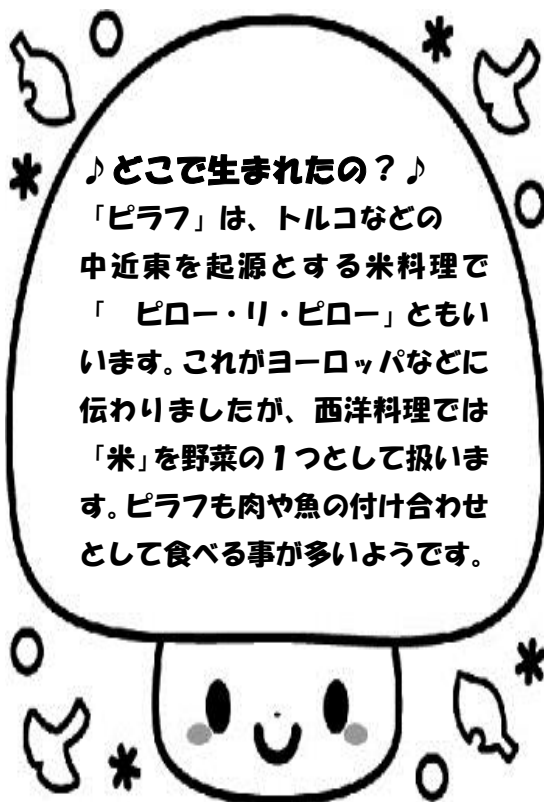 ♪どこで生まれたの？♪
「ピラフ」は、トルコなどの
中近東を起源とする米料理で
「　ピロー・リ・ピロー」ともい
います。これがヨーロッパなどに
伝わりましたが、西洋料理では
「米」を野菜の１つとして扱いま
す。ピラフも肉や魚の付け合わせ
として食べる事が多いようです。